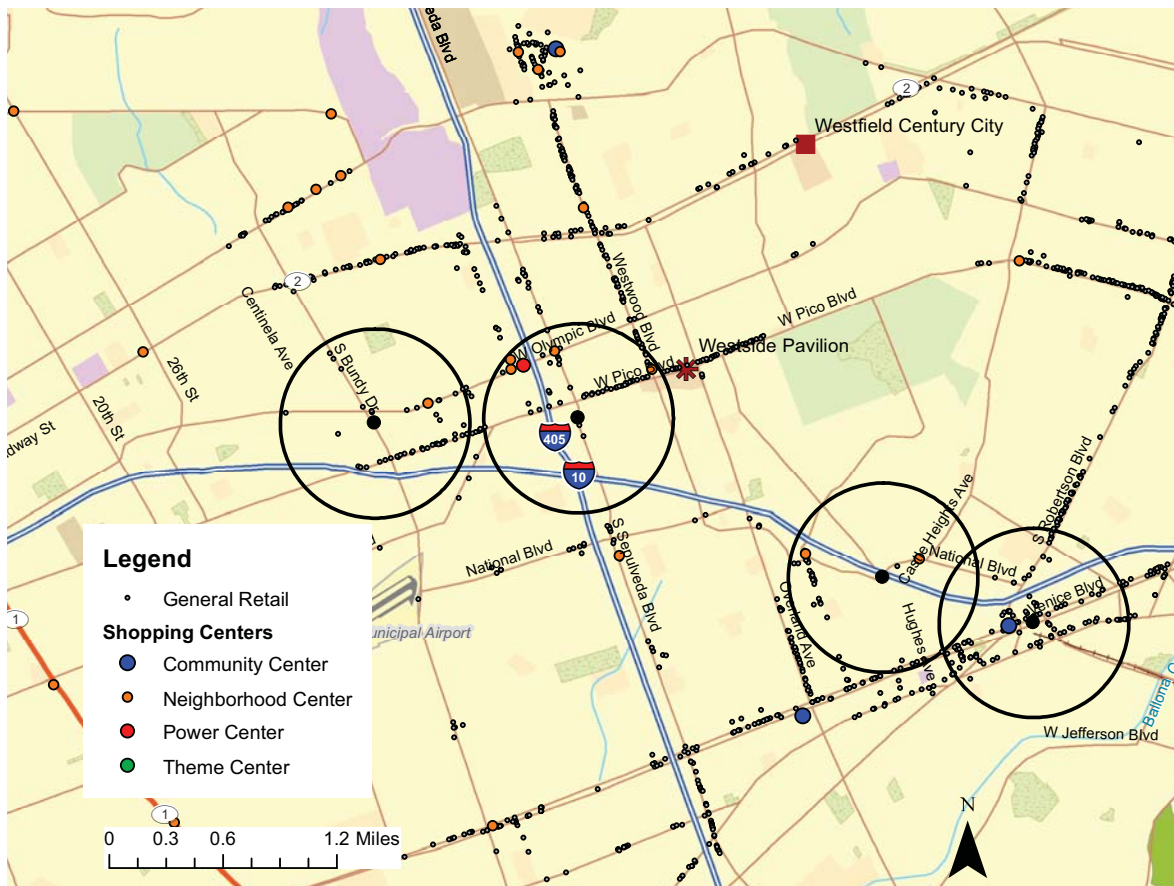 eda Blvd
2
Westfield Century City
Westwood Blvd
2
Centinela Ave
S Bundy Dr
W Olympic Blvd
W Pico Blvd
Westside Pavilion
W Pico Blvd
26th St
20th St
adway St
405
10
S Robertson Blvd
Castle Heights Ave
National Blvd
National Blvd
S Sepulveda Blvd
Overland Ave
Hughes Ave
Venice Blvd
unicipal Airport
Ballona C
W Jefferson Blvd
1
1
Legend
General Retail
Shopping Centers
Community Center
Neighborhood Center
Power Center
Theme Center
0 0.3 0.6 1.2 Miles
N